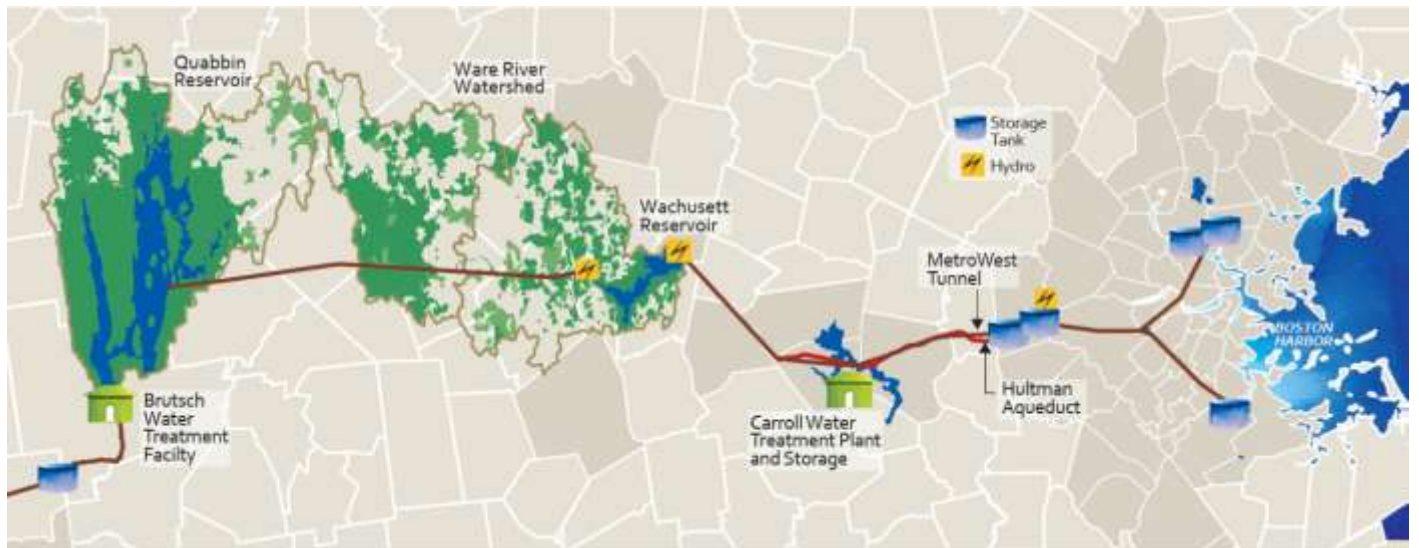 Quabbin
Reservoir
Ware River
Watershed
Storage
Tank
Hydro
Wachusett
Reservoir
MetroWest
Tunnel
BOSTON
HARBOR
Hultman
Aqueduct
Brutsch
Water
Treatment
Facilty
Carroll Water
Treatment Plant
and Storage